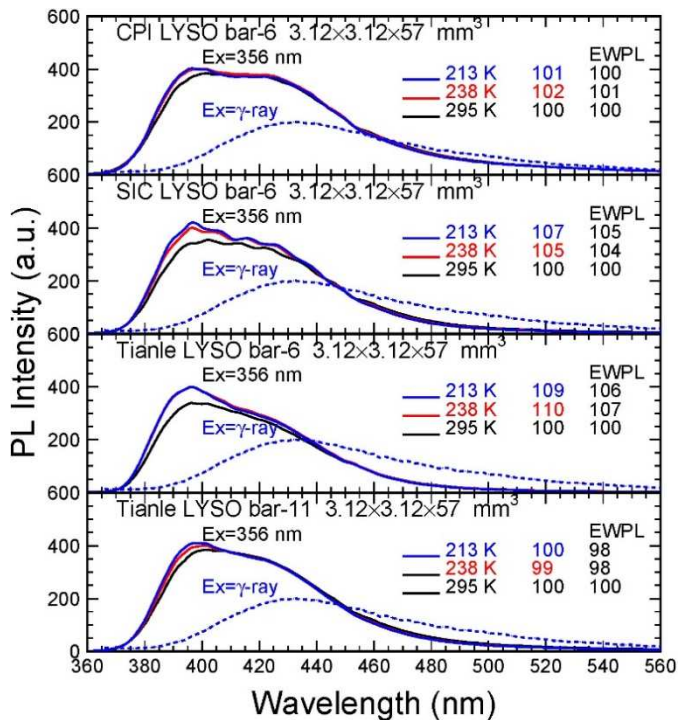 600
CPI LYSO bar-6 3.12×3.12×57 mm³
Ex=356 nm
EWPL
213 K 101 100
238 K 102 101
295 K 100 100
Ex=γ-ray
400
200
600
SIC LYSO bar-6 3.12×3.12×57 mm³
Ex=356 nm
EWPL
213 K 107 105
238 K 105 104
295 K 100 100
Ex=γ-ray
400
200
600
Tianle LYSO bar-6 3.12×3.12×57 mm³
Ex=356 nm
EWPL
213 K 109 106
238 K 110 107
295 K 100 100
Ex=γ-ray
400
200
600
Tianle LYSO bar-11 3.12×3.12×57 mm³
Ex=356 nm
EWPL
213 K 100 98
238 K 99 98
295 K 100 100
Ex=γ-ray
400
200
0
PL Intensity (a.u.)
360 380 400 420 440 460 480 500 520 540 560
Wavelength (nm)